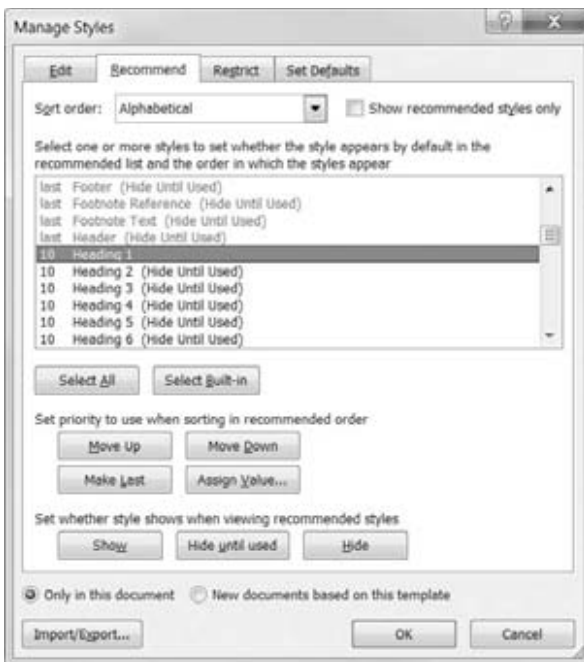 Manage Styles
Edit Recommend Restrict Set Defaults
Sort order: Alphabetical Show recommended styles only
Select one or more styles to set whether the style appears by default in the
recommended list and the order in which the styles appear
last Footer (Hide Until Used)
last Footnote Reference (Hide Until Used)
last Footnote Text (Hide Until Used)
last Header (Hide Until Used)
10 Heading 1
10 Heading 2 (Hide Until Used)
10 Heading 3 (Hide Until Used)
10 Heading 4 (Hide Until Used)
10 Heading 5 (Hide Until Used)
10 Heading 6 (Hide Until Used)
Select All Select Built-in
Set priority to use when sorting in recommended order
Move Up Move Down
Make Last Assign Value...
Set whether style shows when viewing recommended styles
Show Hide until used Hide
Only in this document New documents based on this template
Import/Export... OK Cancel